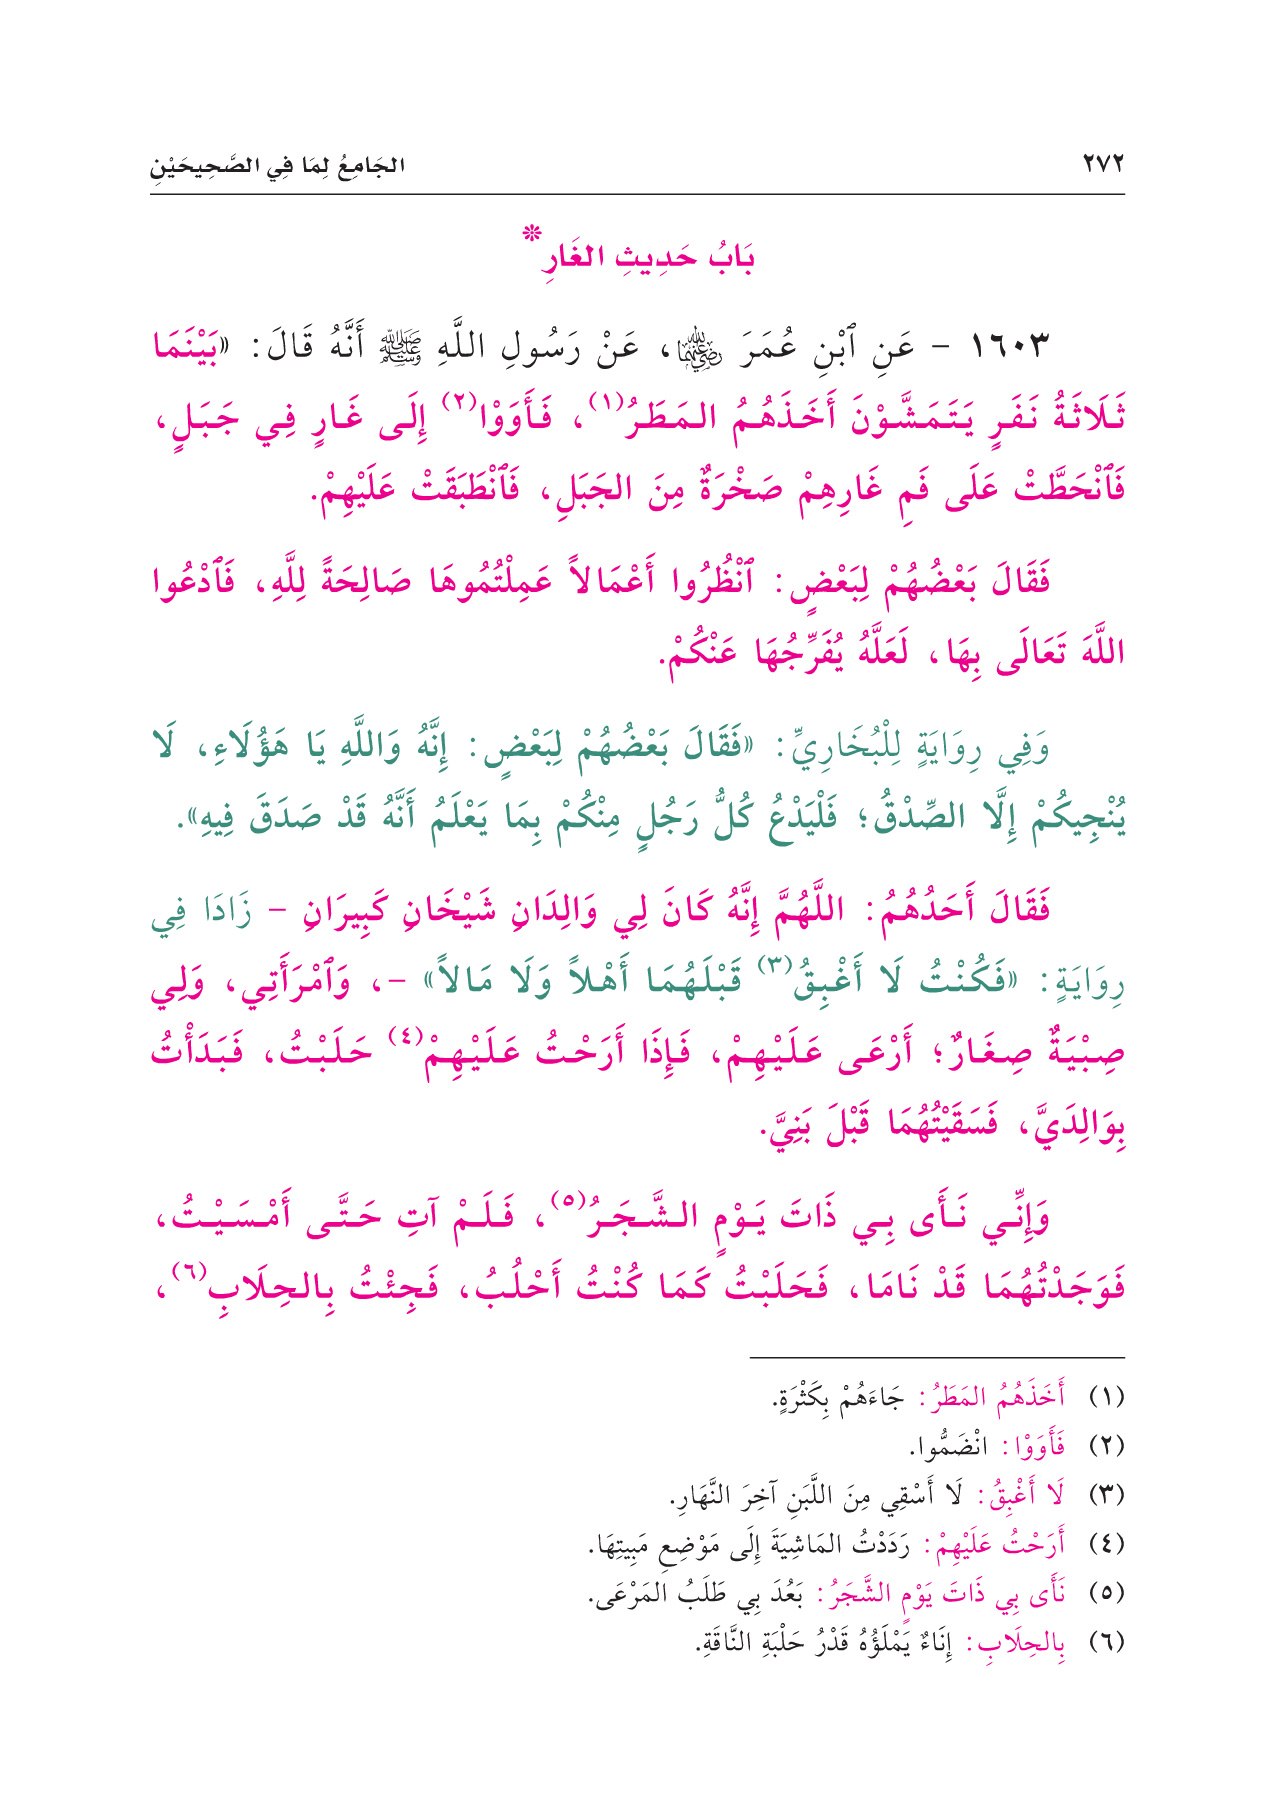 ٢٧٢
الجَامِعُ لِمَا فِي الصَّحِيحَيْنِ
بَابُ حَدِيثِ الغَارِ*
١٦٠٣ - عَنِ ٱبْنِ عُمَرَ رضي الله عنهما، عَنْ رَسُولِ اللَّهِ ﷺ أَنَّهُ قَالَ: «بَيْنَمَا
ثَلَاثَةُ نَفَرٍ يَتَمَشَّوْنَ أَخَذَهُمُ المَطَرُ(١)، فَأَوَوْا(٢) إِلَى غَارٍ فِي جَبَلٍ،
فَٱنْحَطَّتْ عَلَى فَمِ غَارِهِمْ صَخْرَةٌ مِنَ الجَبَلِ، فَٱنْطَبَقَتْ عَلَيْهِمْ.
فَقَالَ بَعْضُهُمْ لِبَعْضٍ: ٱنْظُرُوا أَعْمَالاً عَمِلْتُمُوهَا صَالِحَةً لِلَّهِ، فَٱدْعُوا
اللَّهَ تَعَالَى بِهَا، لَعَلَّهُ يُفَرِّجُهَا عَنْكُمْ.
وَفِي رِوَايَةٍ لِلْبُخَارِيِّ: «فَقَالَ بَعْضُهُمْ لِبَعْضٍ: إِنَّهُ وَاللَّهِ يَا هَؤُلَاءِ، لَا
يُنْجِيكُمْ إِلَّا الصِّدْقُ؛ فَلْيَدْعُ كُلُّ رَجُلٍ مِنْكُمْ بِمَا يَعْلَمُ أَنَّهُ قَدْ صَدَقَ فِيهِ».
فَقَالَ أَحَدُهُمُ: اللَّهُمَّ إِنَّهُ كَانَ لِي وَالِدَانِ شَيْخَانِ كَبِيرَانِ - زَادَا فِي
رِوَايَةٍ: «فَكُنْتُ لَا أَغْبِقُ(٣) قَبْلَهُمَا أَهْلاً وَلَا مَالاً» -، وَٱمْرَأَتِي، وَلِي
صِبْيَةٌ صِغَارٌ؛ أَرْعَى عَلَيْهِمْ، فَإِذَا أَرَحْتُ عَلَيْهِمْ(٤) حَلَبْتُ، فَبَدَأْتُ
بِوَالِدَيَّ، فَسَقَيْتُهُمَا قَبْلَ بَنِيَّ.
وَإِنِّي نَأَى بِي ذَاتَ يَوْمٍ الشَّجَرُ(٥)، فَلَمْ آتِ حَتَّى أَمْسَيْتُ،
فَوَجَدْتُهُمَا قَدْ نَامَا، فَحَلَبْتُ كَمَا كُنْتُ أَحْلُبُ، فَجِئْتُ بِالحِلَابِ(٦)،
(١) أَخَذَهُمُ المَطَرُ: جَاءَهُمْ بِكَثْرَةٍ.
(٢) فَأَوَوْا: انْضَمُّوا.
(٣) لَا أَغْبِقُ: لَا أَسْقِي مِنَ اللَّبَنِ آخِرَ النَّهَارِ.
(٤) أَرَحْتُ عَلَيْهِمْ: رَدَدْتُ المَاشِيَةَ إِلَى مَوْضِعِ مَبِيتِهَا.
(٥) نَأَى بِي ذَاتَ يَوْمٍ الشَّجَرُ: بَعُدَ بِي طَلَبُ المَرْعَى.
(٦) بِالحِلَابِ: إِنَاءٌ يَمْلَؤُهُ قَدْرُ حَلْبَةِ النَّاقَةِ.